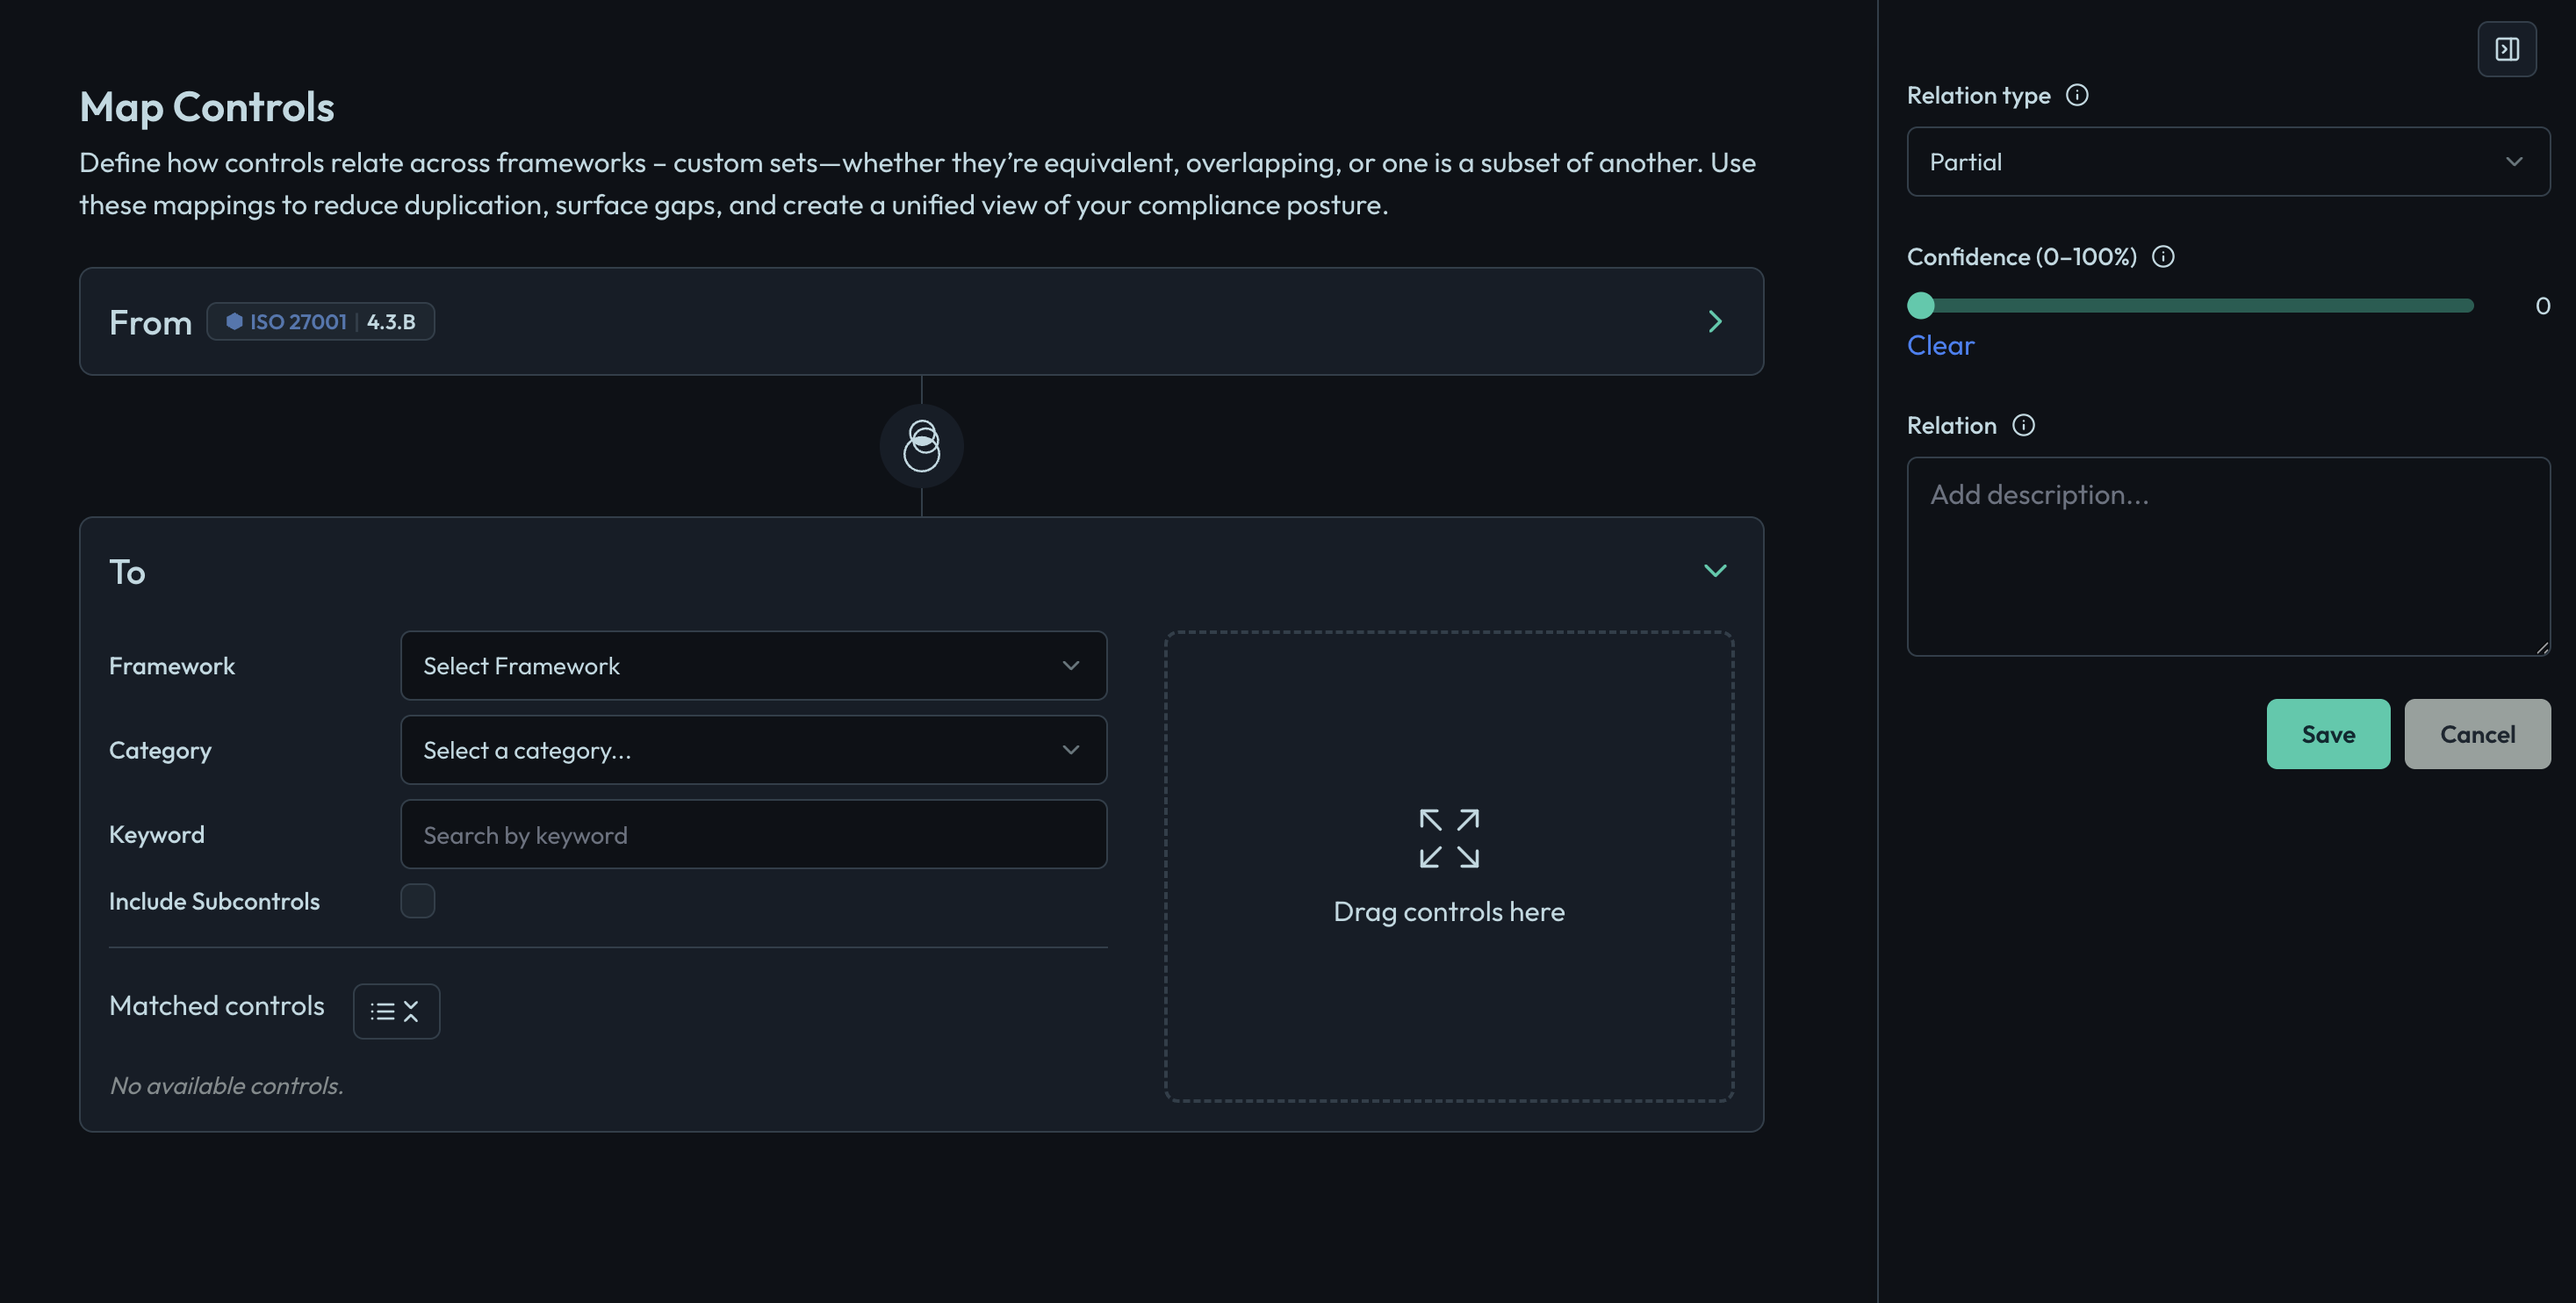 Map Controls
Define how controls relate across frameworks – custom sets—whether they’re equivalent, overlapping, or one is a subset of another. Use
these mappings to reduce duplication, surface gaps, and create a unified view of your compliance posture.
From ISO 27001 | 4.3.B
To
Framework Select Framework
Category Select a category...
Keyword Search by keyword
Include Subcontrols
Matched controls
No available controls.
Drag controls here
Relation type
Partial
Confidence (0–100%)
0
Clear
Relation
Add description...
Save Cancel